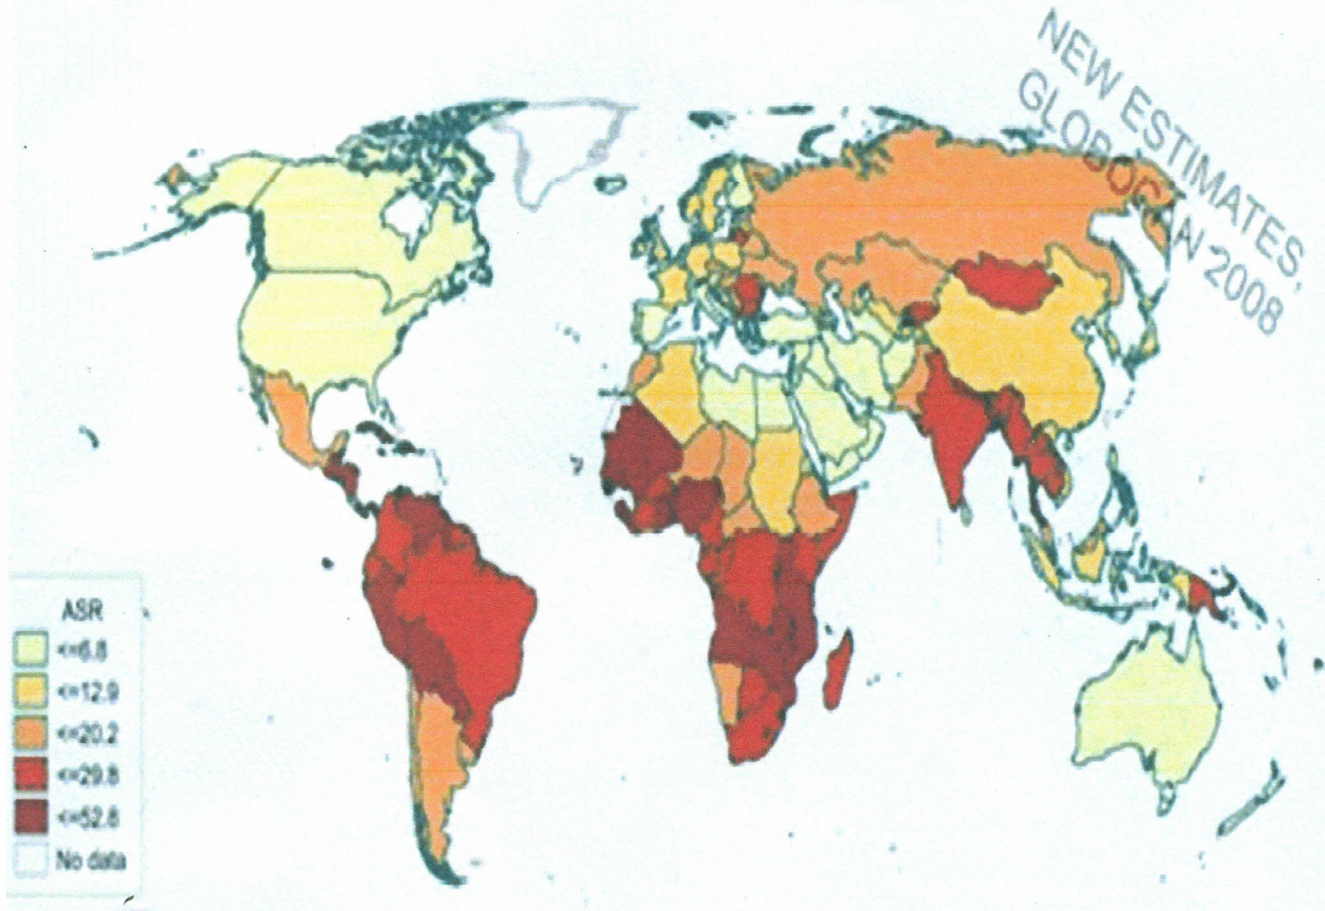 NEW ESTIMATES,
GLOBOCAN 2008
ASR
<=6.8
<=12.9
<=20.2
<=29.8
<=52.8
No data